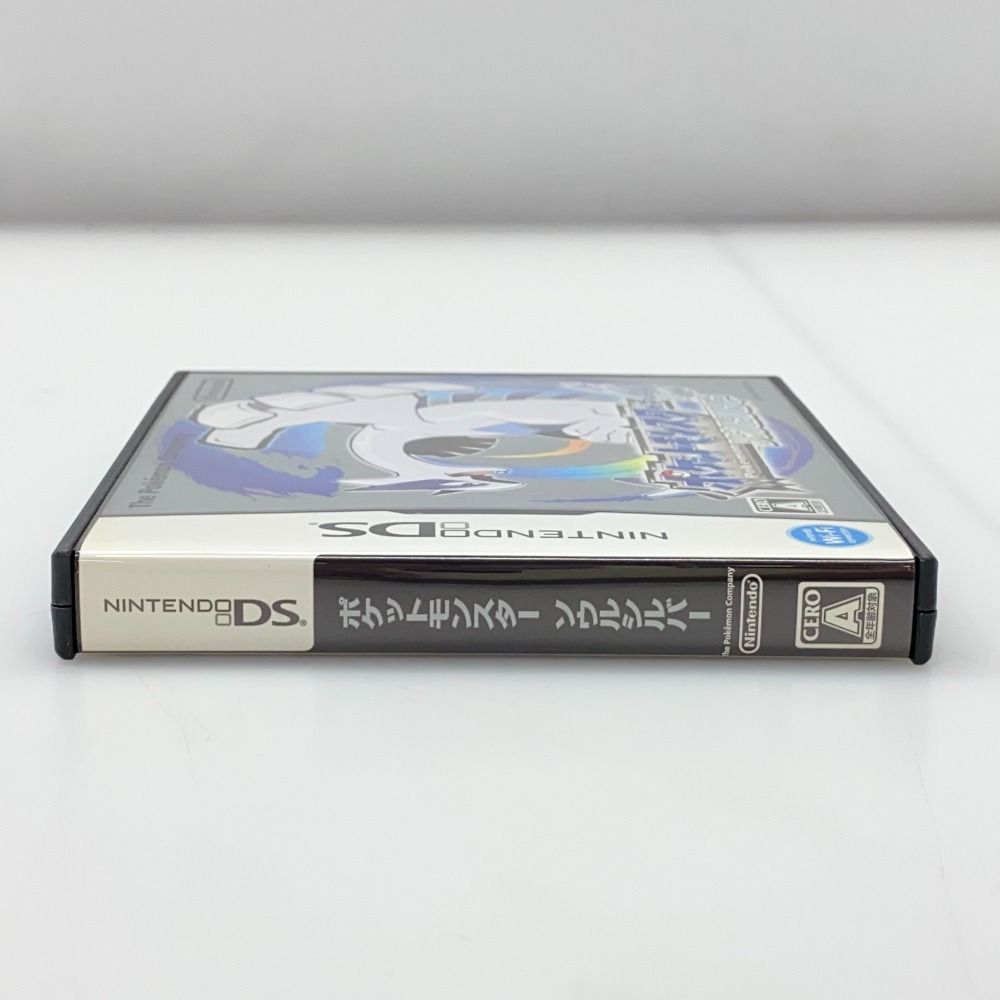 The Pokémon
NINTENDO DS
Wi-Fi
CERO
A
NINTENDO DS®
ポケットモンスター ソウルシルバー
The Pokémon Company
Nintendo
CERO
A
全年齢対象